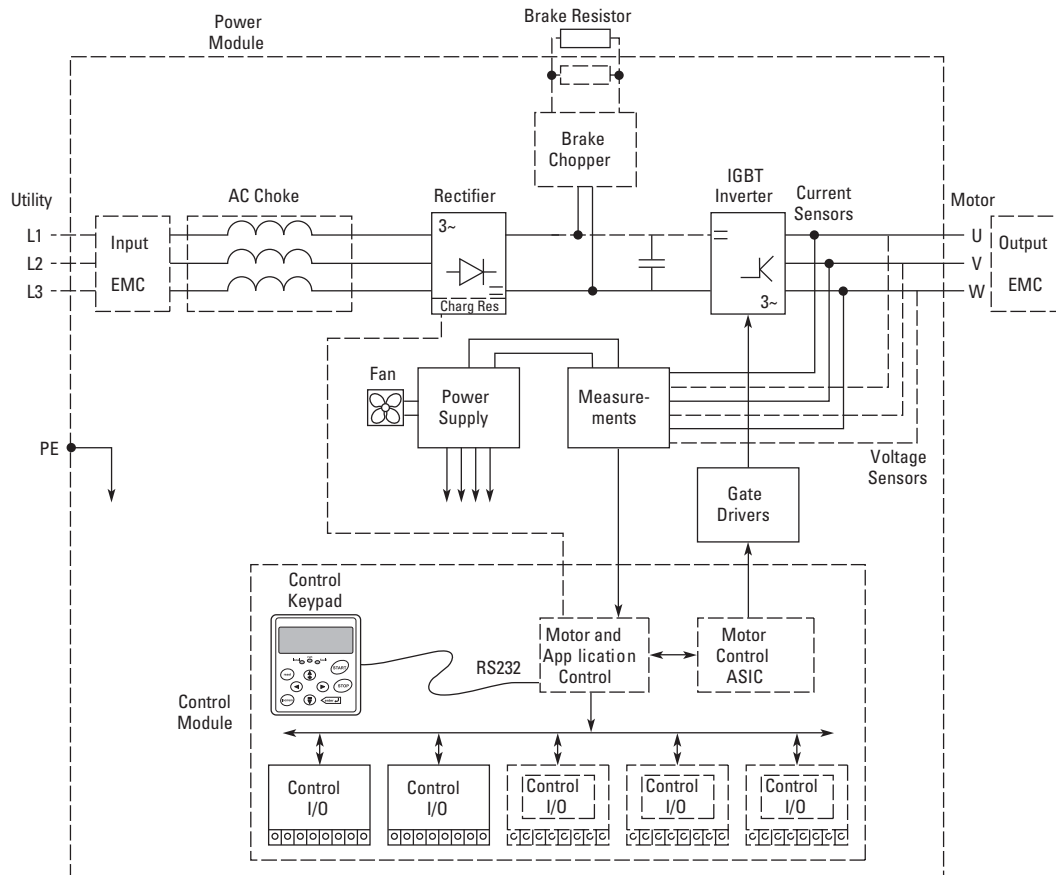 Brake Resistor
Power
Module
Brake
Chopper
IGBT
Inverter
Current
Sensors
Utility
AC Choke
Rectifier
Motor
L1
L2
L3
Input
EMC
3~
Charg Res
3~
U
V
W
Output
EMC
Fan
Power
Supply
Measure-
ments
PE
Voltage
Sensors
Gate
Drivers
Control
Keypad
START
STOP
RS232
Motor and
App lication
Control
Motor
Control
ASIC
Control
Module
Control
I/O
Control
I/O
Control
I/O
Control
I/O
Control
I/O